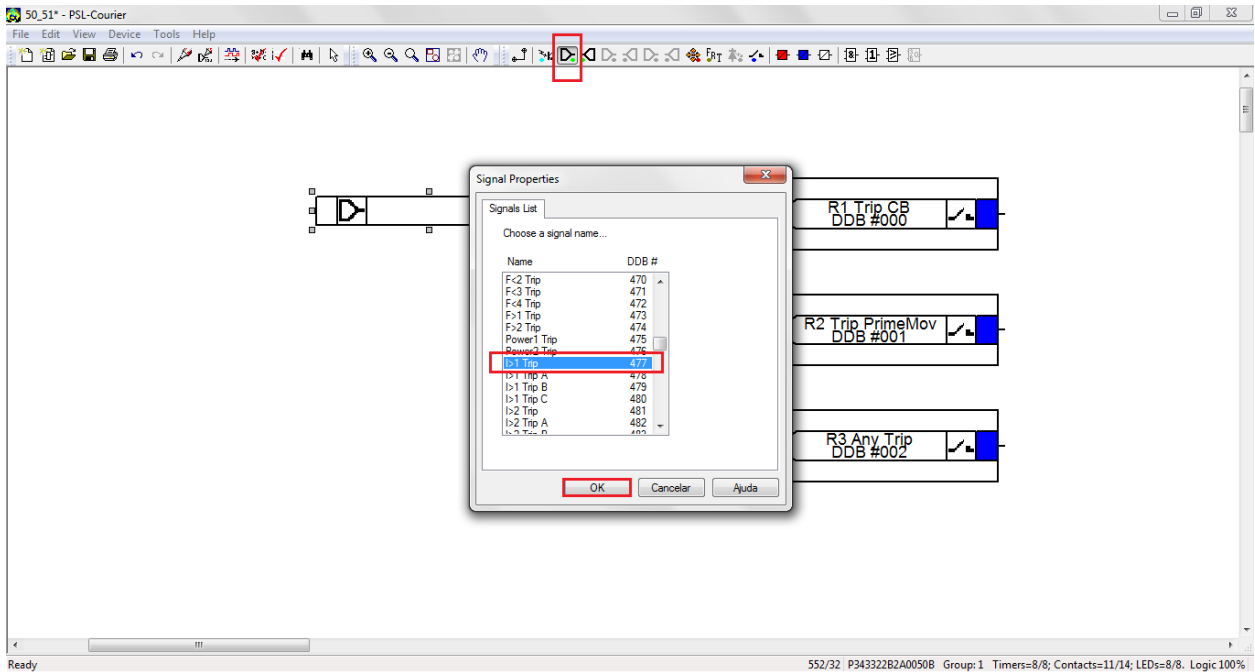 50_51* - PSL-Courier
File Edit View Device Tools Help
Signal Properties
Signals List
Choose a signal name...
Name DDB #
F<2 Trip 470
F<3 Trip 471
F<4 Trip 472
F>1 Trip 473
F>2 Trip 474
Power1 Trip 475
Power2 Trip 476
I>1 Trip 477
I>1 Trip A 478
I>1 Trip B 479
I>1 Trip C 480
I>2 Trip 481
I>2 Trip A 482
OK Cancelar Ajuda
R1 Trip CB
DDB #000
R2 Trip PrimeMov
DDB #001
R3 Any Trip
DDB #002
Ready
552/32 P343322B2A0050B Group: 1 Timers=8/8; Contacts=11/14; LEDs=8/8. Logic 100%